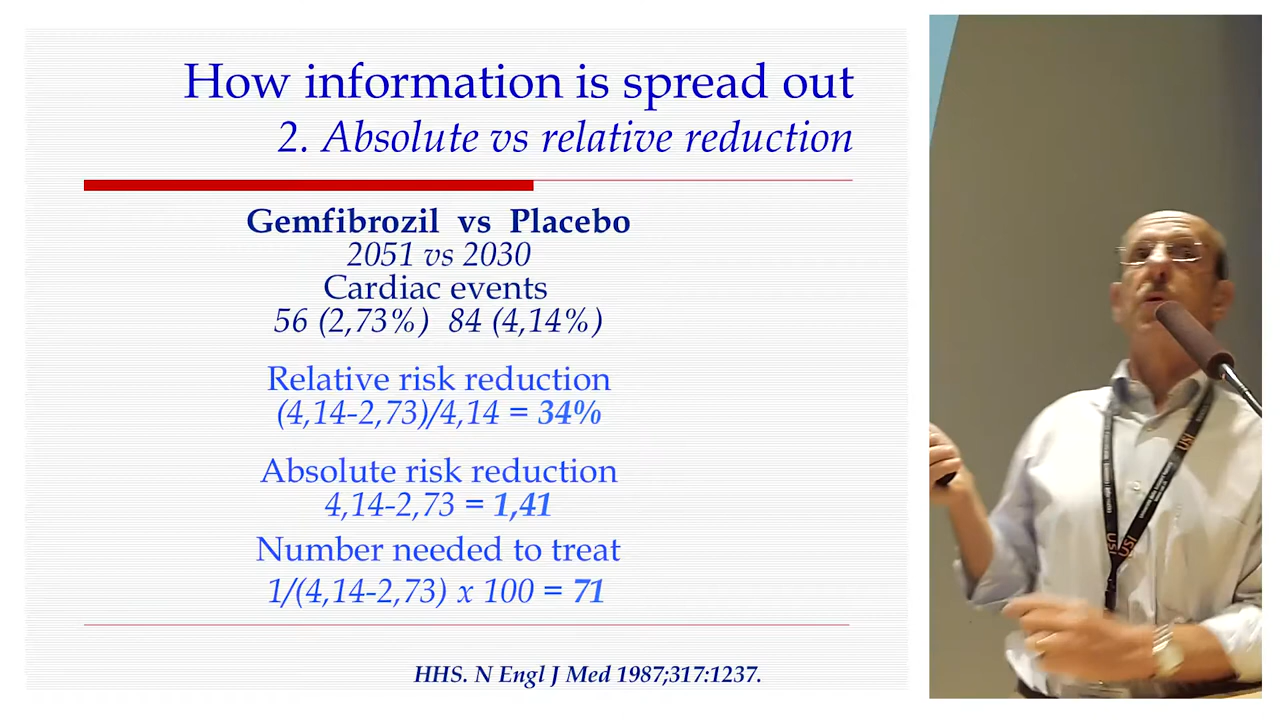 How information is spread out
2. Absolute vs relative reduction
Gemfibrozil vs Placebo
2051 vs 2030
Cardiac events
56 (2,73%) 84 (4,14%)
Relative risk reduction
(4,14-2,73)/4,14 = 34%
Absolute risk reduction
4,14-2,73 = 1,41
Number needed to treat
1/(4,14-2,73) x 100 = 71
HHS. N Engl J Med 1987;317:1237.
USI
USI
USI